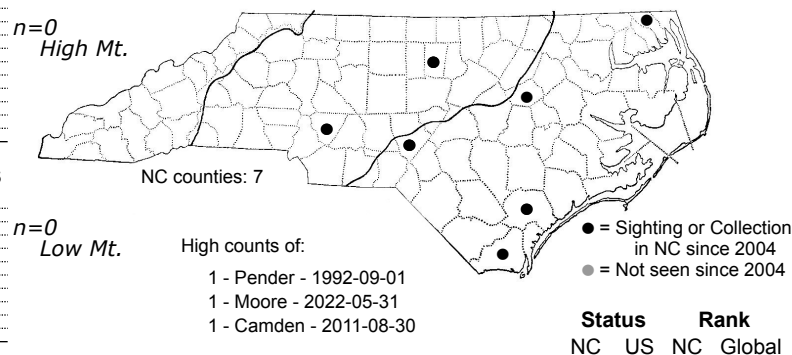 n=0
High Mt.
NC counties: 7
n=0
Low Mt.
High counts of:
1 - Pender - 1992-09-01
1 - Moore - 2022-05-31
1 - Camden - 2011-08-30
= Sighting or Collection
in NC since 2004
= Not seen since 2004
Status Rank
NC US NC Global